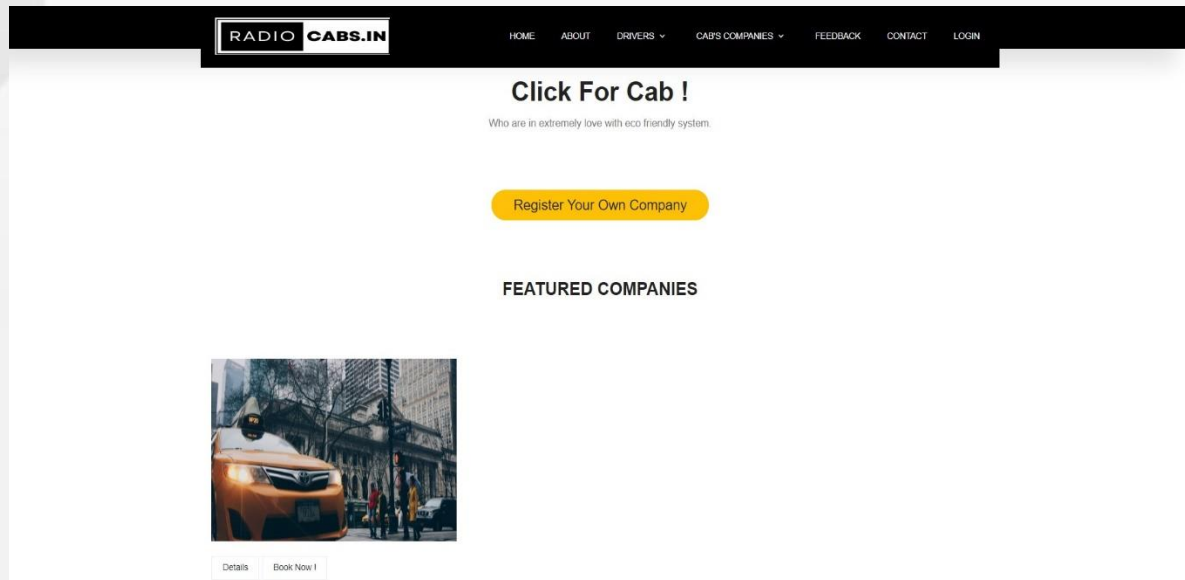 RADIO CABS.IN
HOME ABOUT DRIVERS CAB'S COMPANIES FEEDBACK CONTACT LOGIN
Click For Cab !
Who are in extremely love with eco friendly system.
Register Your Own Company
FEATURED COMPANIES
Details Book Now !